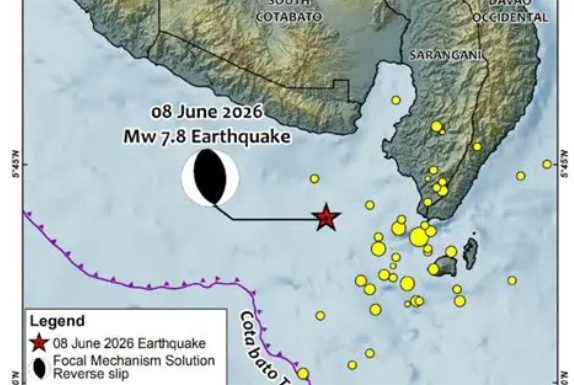 SOUTH
COTABATO
DAVAO
OCCIDENTAL
SARANGANI
08 June 2026
Mw 7.8 Earthquake
5°45'N
5°45'N
Legend
08 June 2026 Earthquake
Focal Mechanism Solution
Reverse slip
Cotabato T